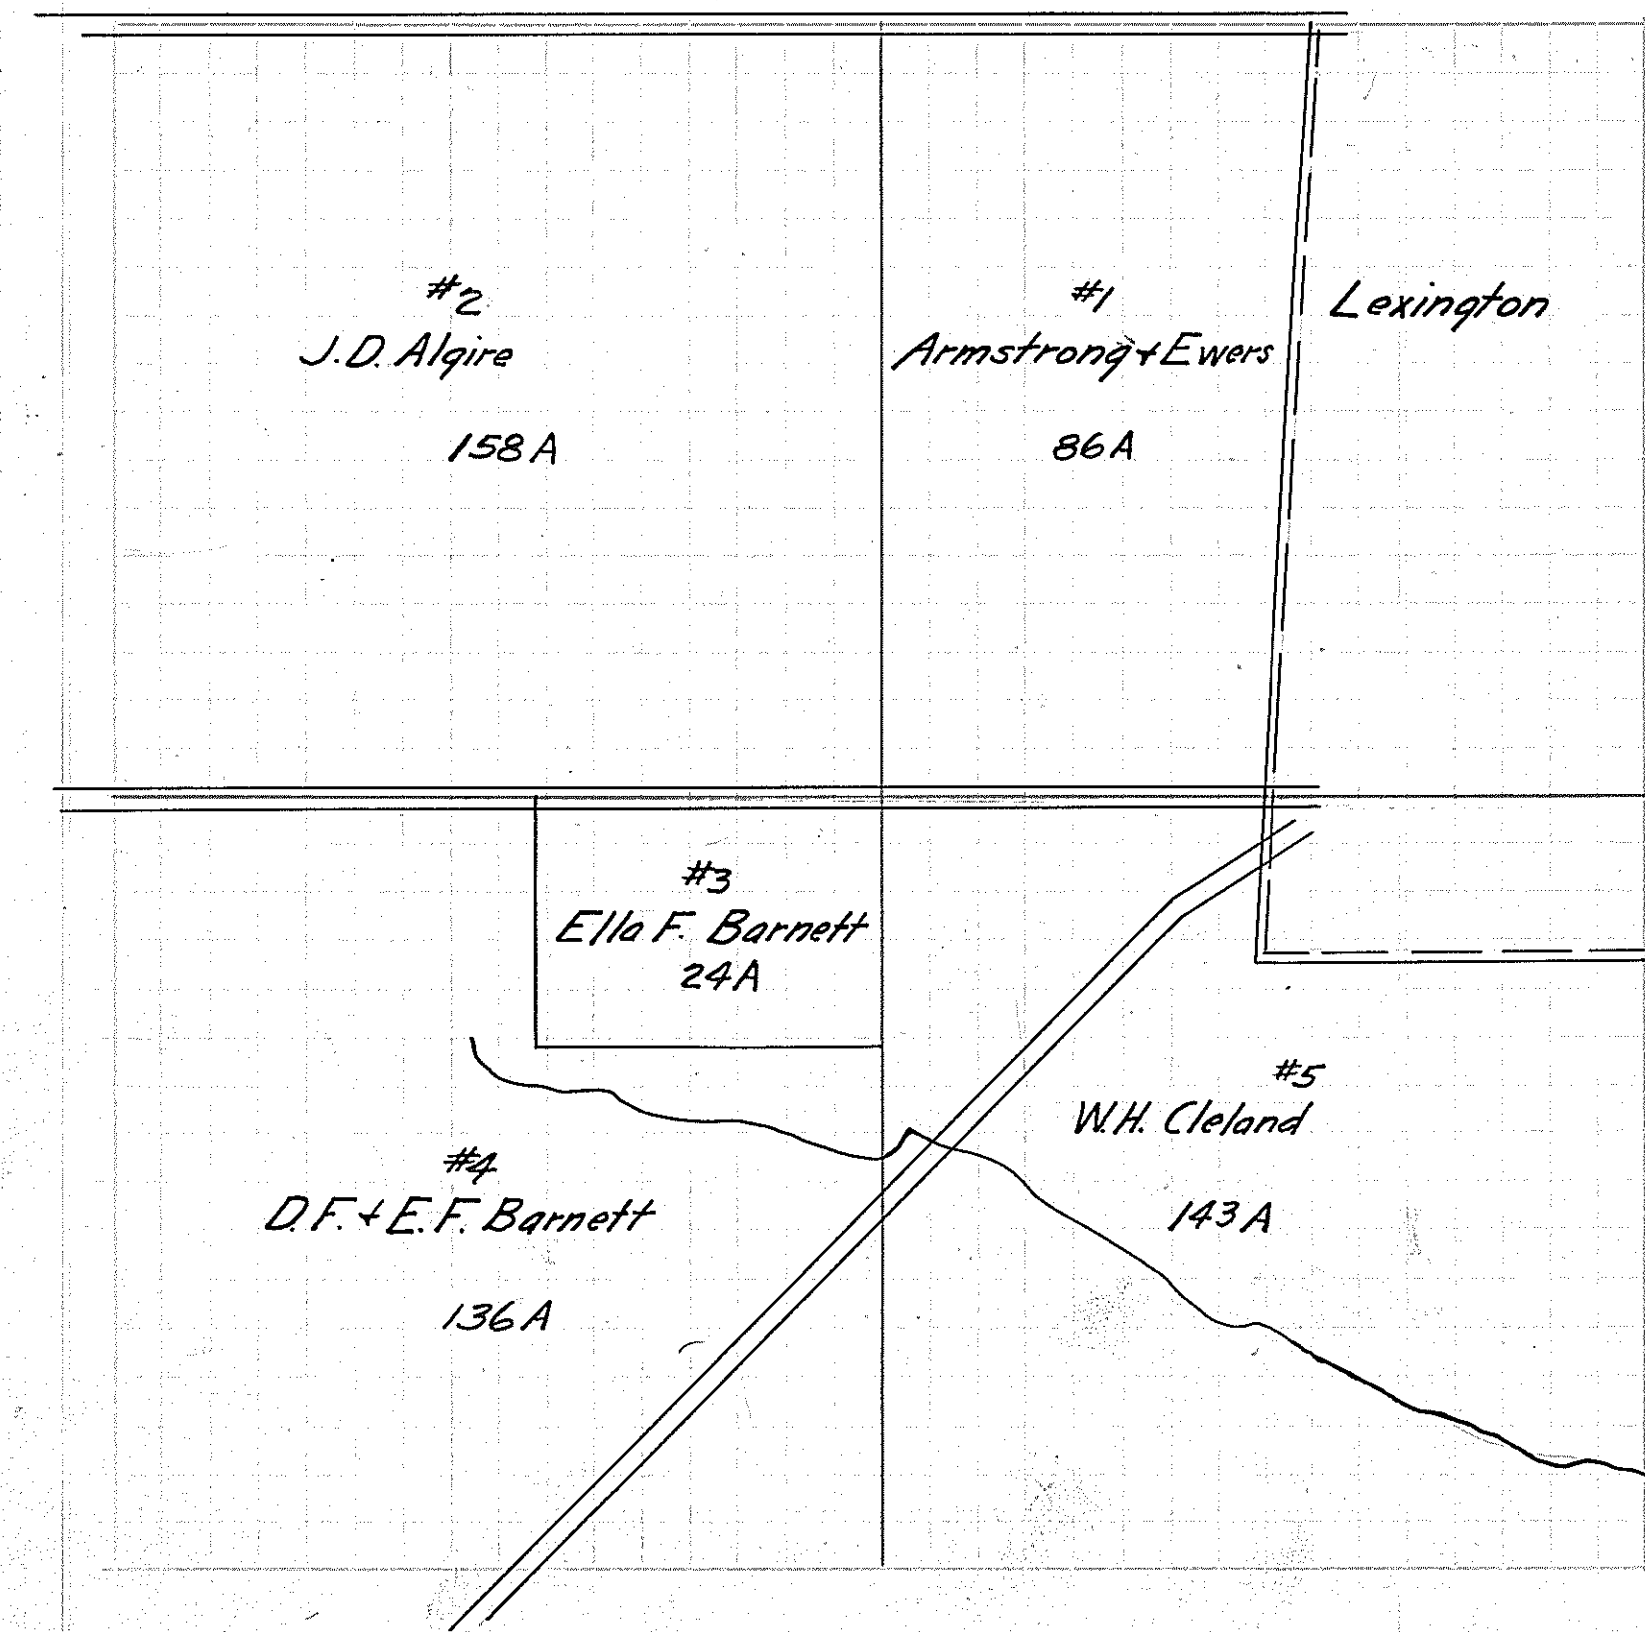 #2
J.D. Algire
158 A
#1
Armstrong + Ewers
86 A
Lexington
#3
Ella F. Barnett
24 A
#4
D.F. + E.F. Barnett
136 A
#5
W.H. Cleland
143 A